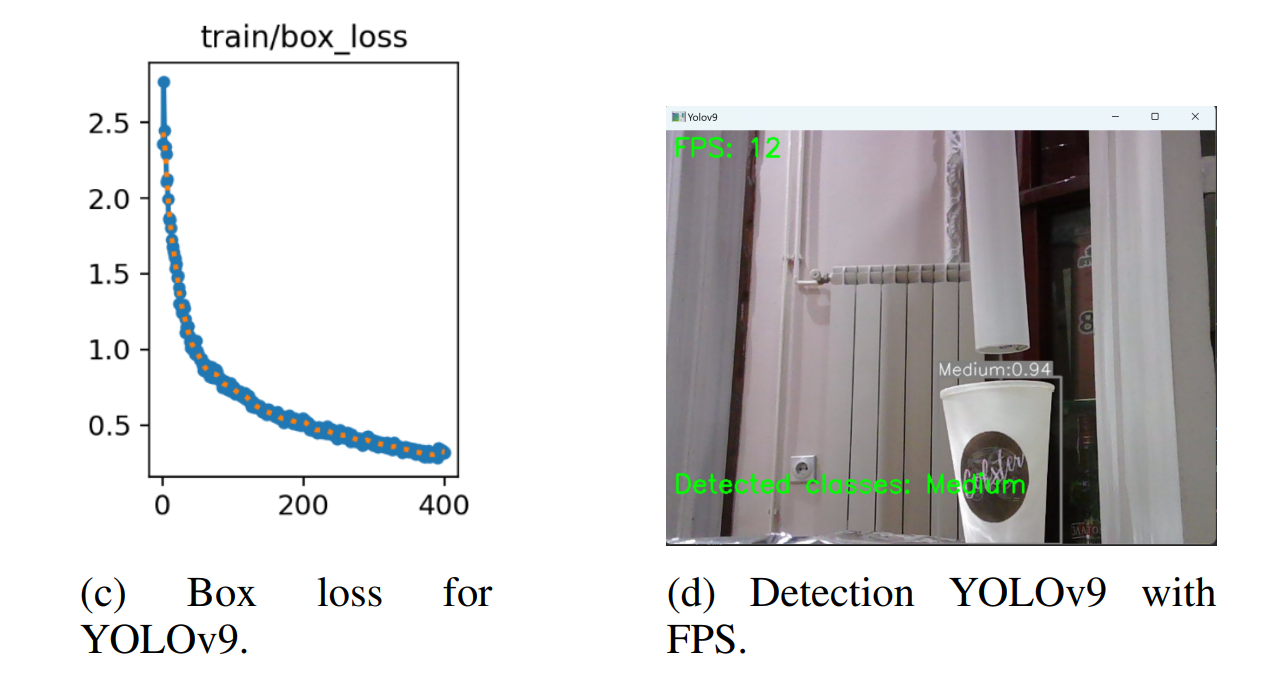 train/box_loss
2.5
2.0
1.5
1.0
0.5
0 200 400
(c) Box loss for
YOLOv9.
Yolov9
FPS: 12
Medium:0.94
Detected classes: Medium
(d) Detection YOLOv9 with
FPS.